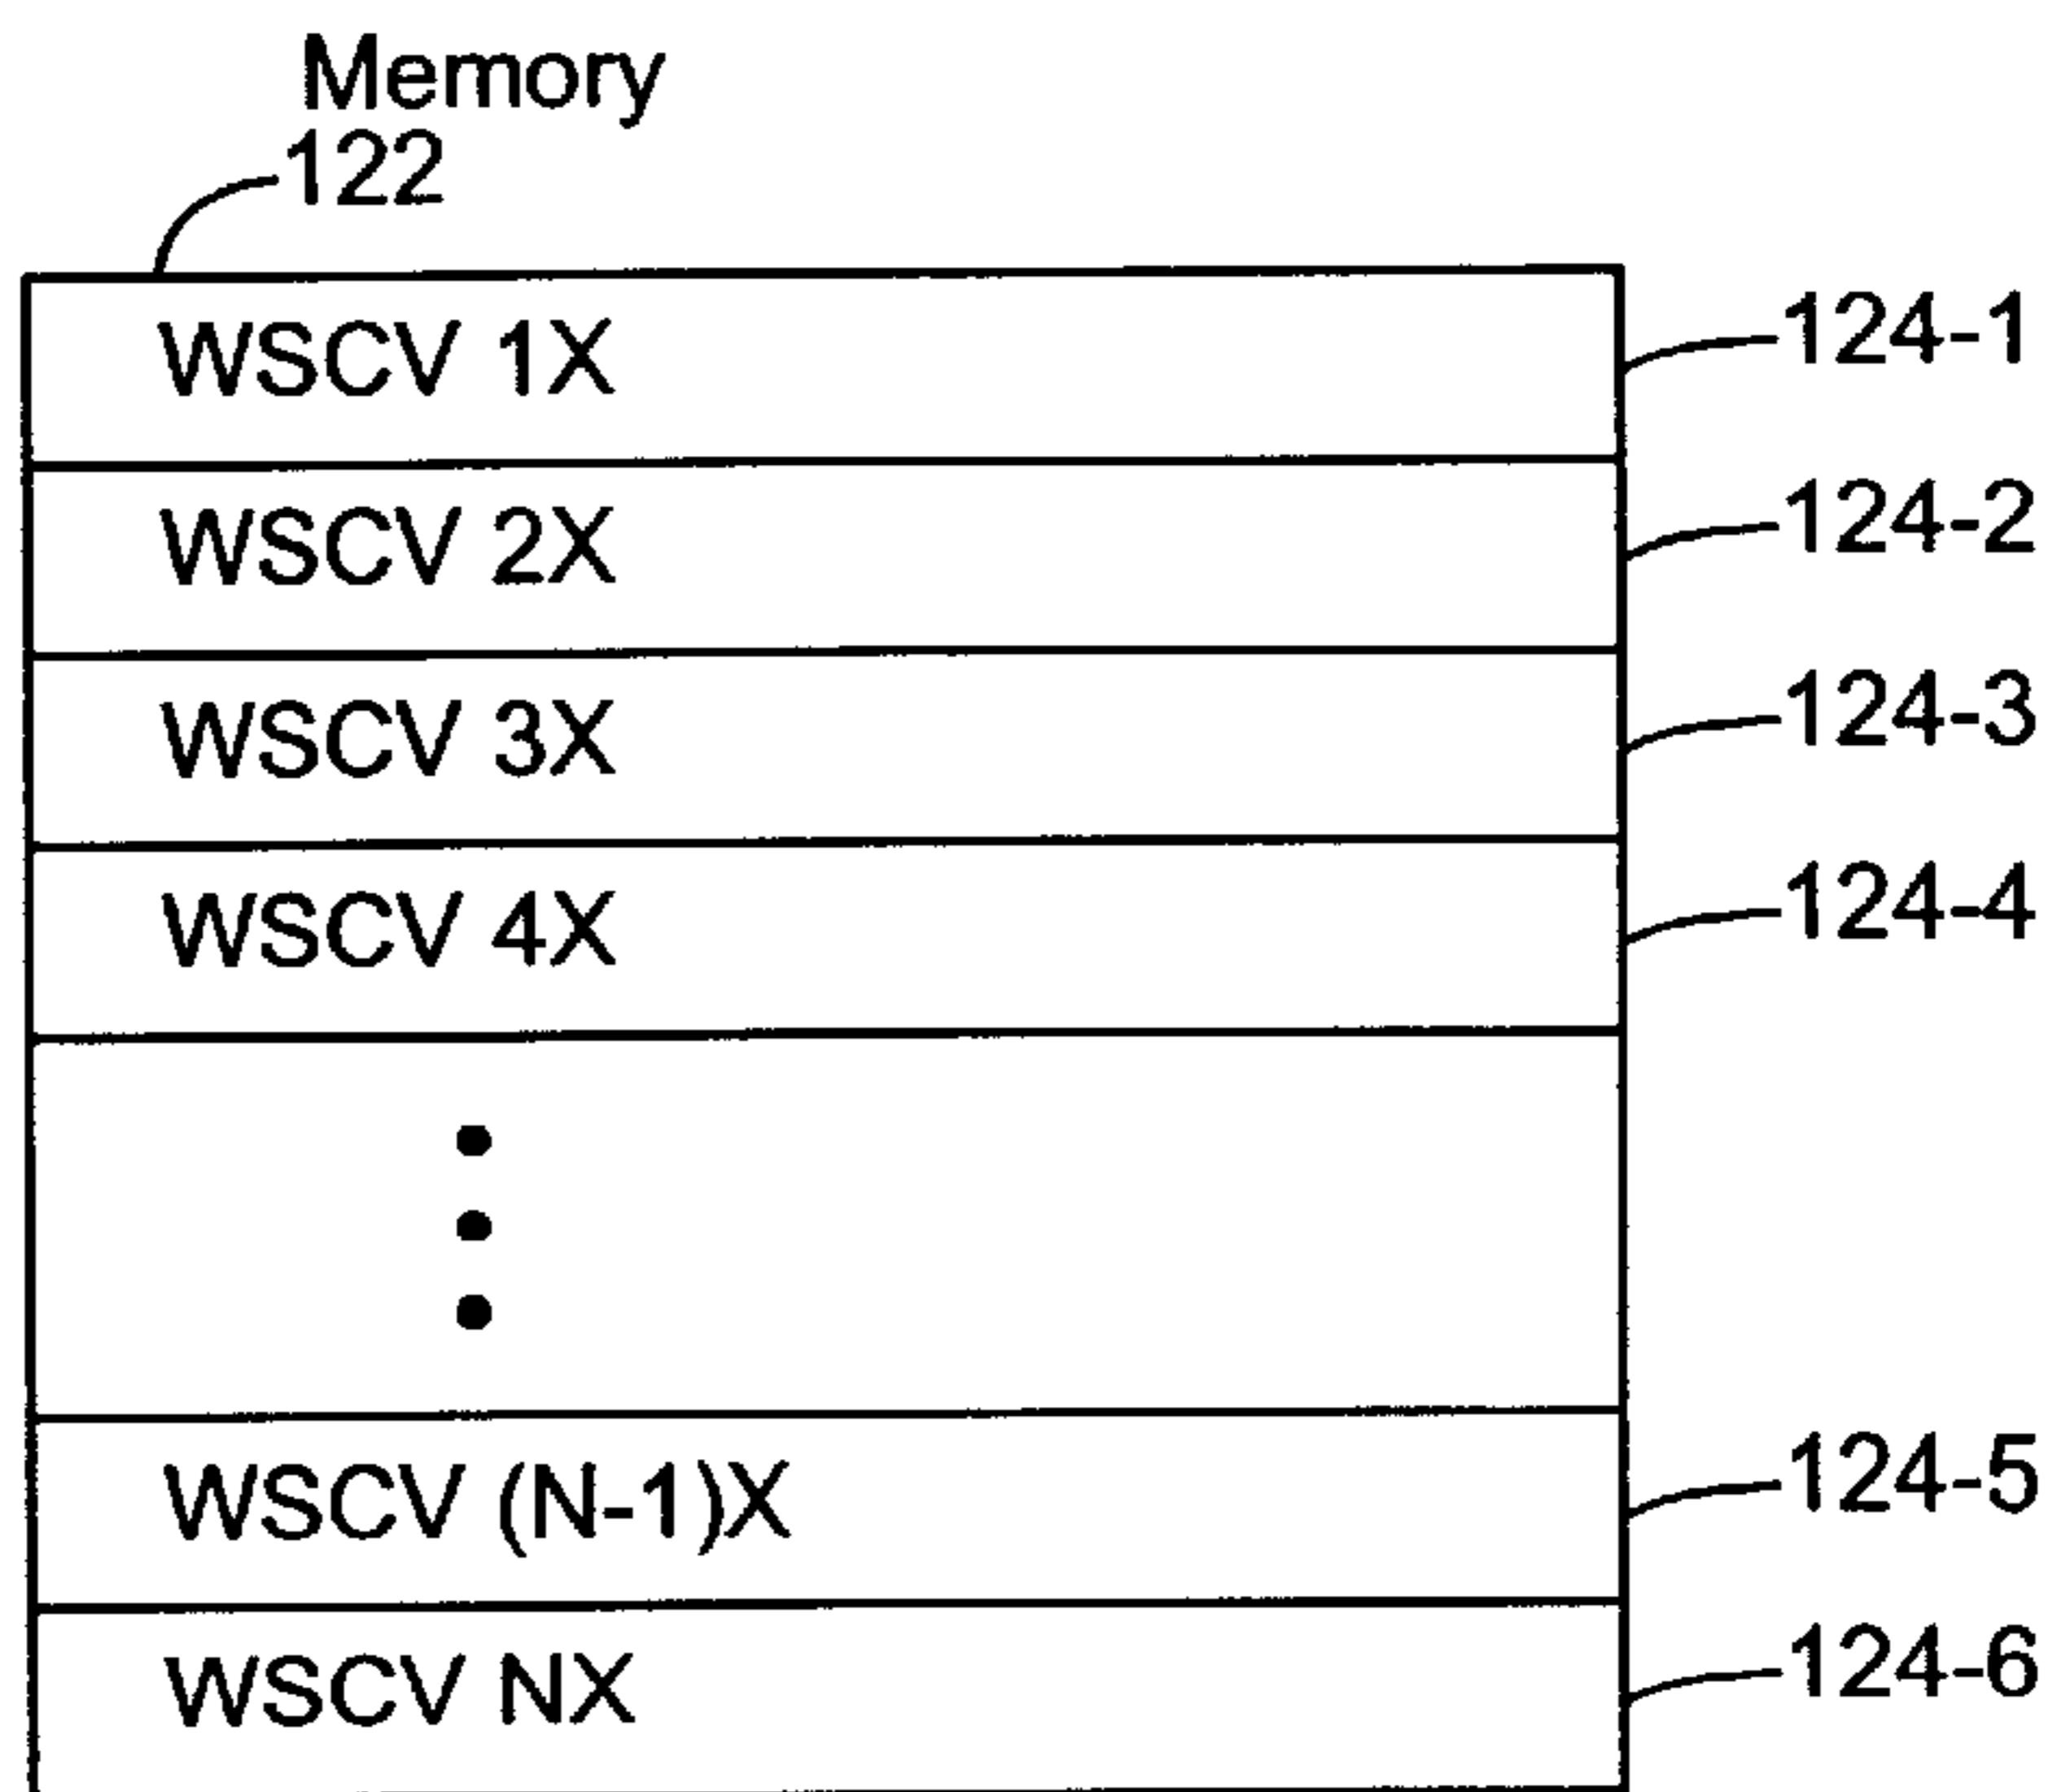 Memory
122
WSCV 1X 124-1
WSCV 2X 124-2
WSCV 3X 124-3
WSCV 4X 124-4
WSCV (N-1)X 124-5
WSCV NX 124-6